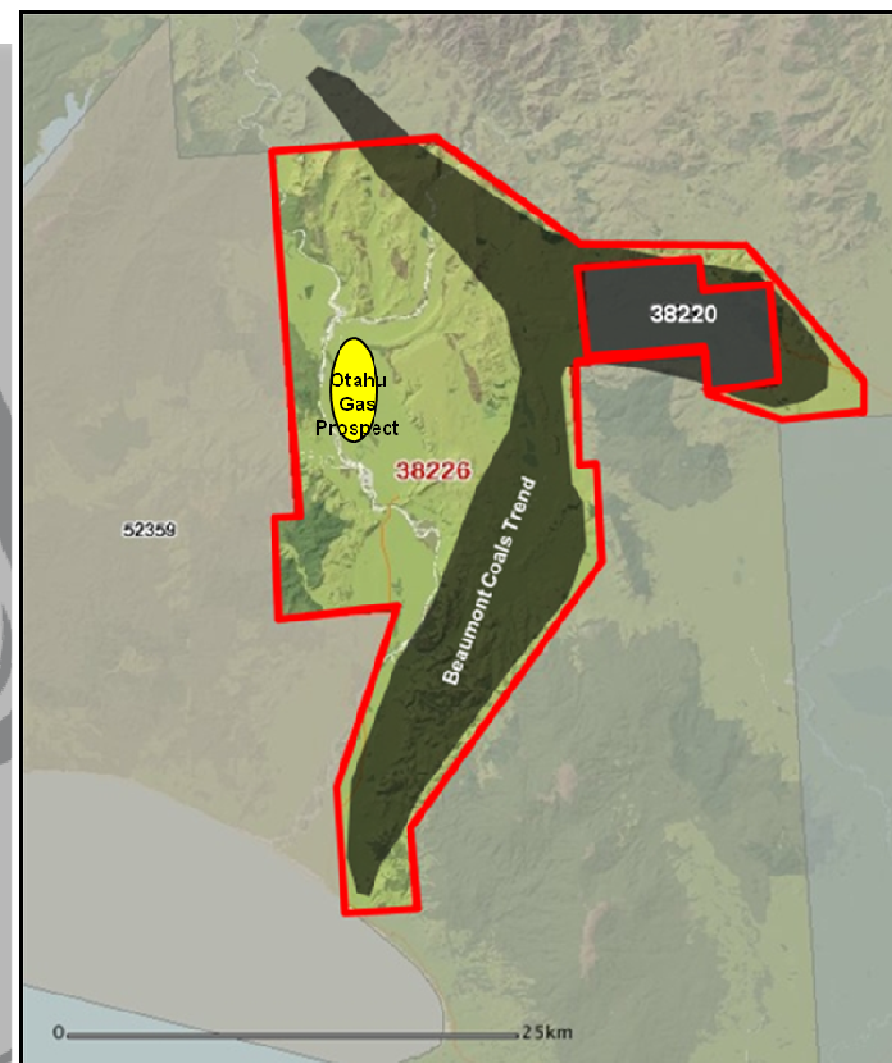 38220
Otahu
Gas
Prospect
38226
52359
Beaumont Coals Trend
0
25km